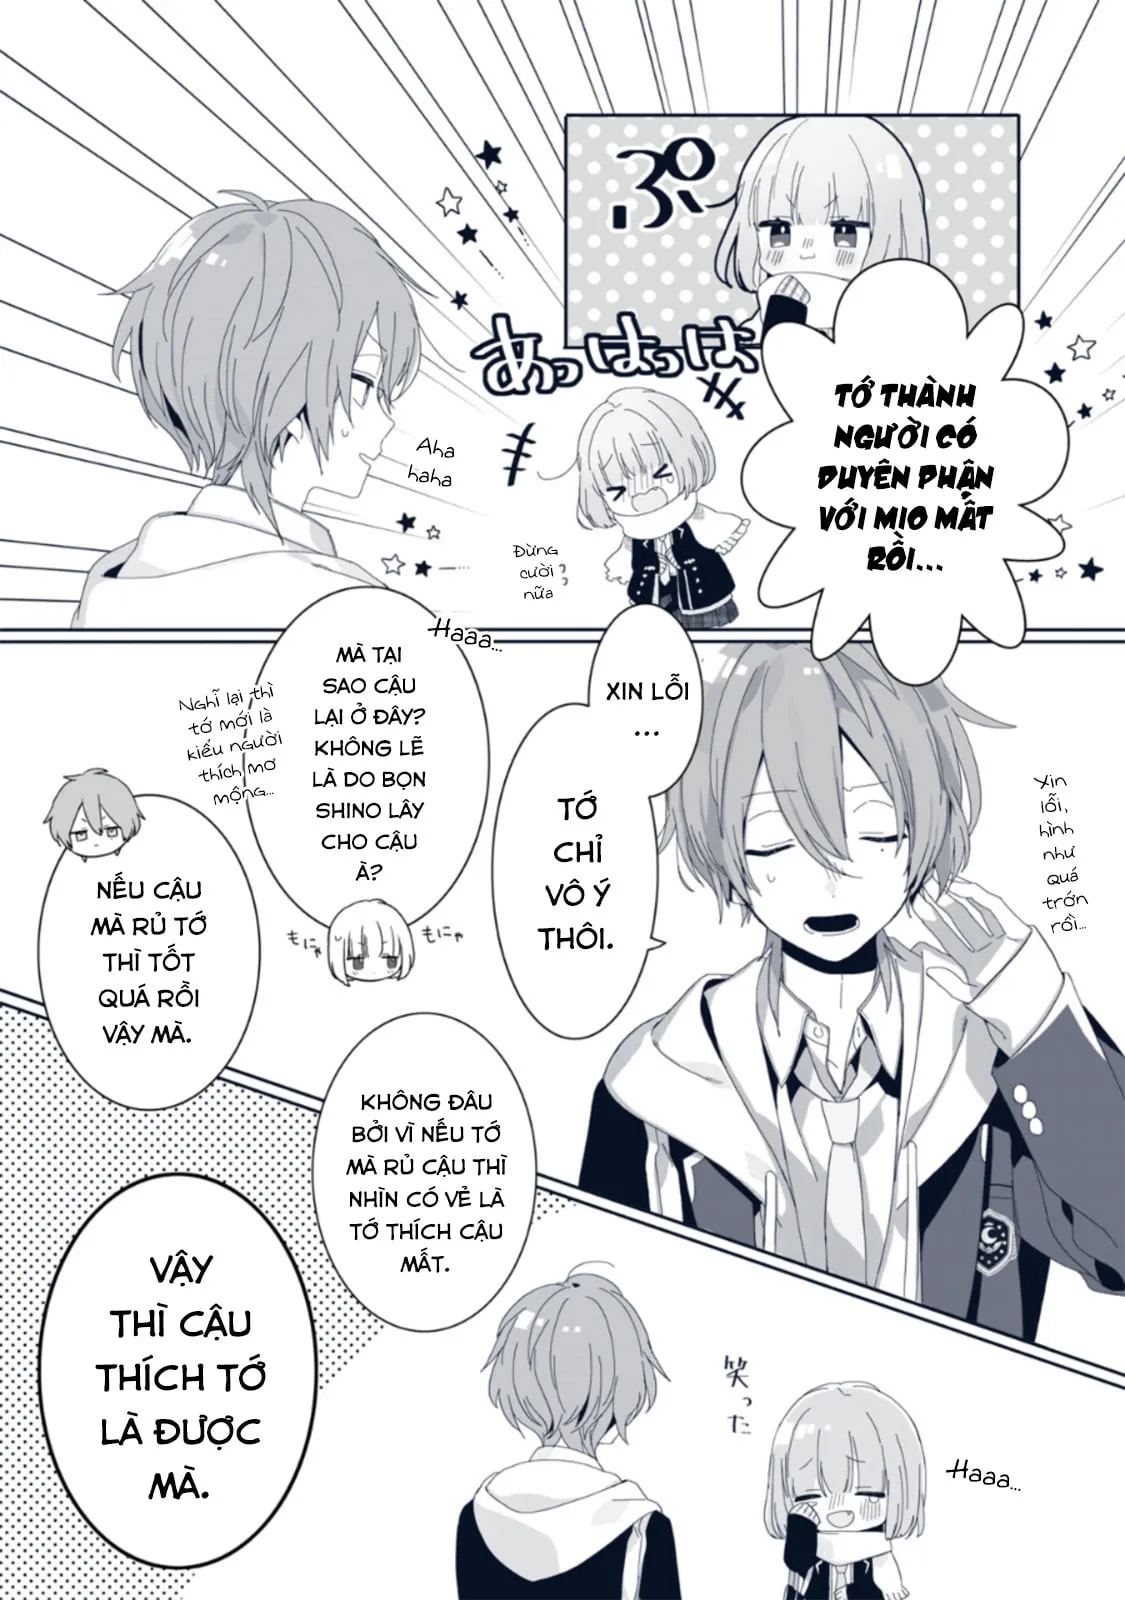 ぷ
TỚ THÀNH
NGƯỜI CÓ
DUYÊN PHẬN
VỚI MIO MẤT
RỒI...
あっはっはっは
Aha
haha
Đừng
cười
nữa
XIN LỖI
...
TỚ
CHỈ
VÔ Ý
THÔI.
Xin
lỗi,
hình
như
quá
trớn
rồi...
Haaa...
MÀ TẠI
SAO CẬU
LẠI Ở ĐÂY?
KHÔNG LẼ
LÀ DO BỌN
SHINO LÂY
CHO CẬU
À?
Nghĩ lại thì
tớ mới là
kiểu người
thích mơ
mộng...
もにゃ
もにゃ
NẾU CẬU
MÀ RỦ TỚ
THÌ TỐT
QUÁ RỒI
VẬY MÀ.
KHÔNG ĐÂU
BỞI VÌ NẾU TỚ
MÀ RỦ CẬU THÌ
NHÌN CÓ VẺ LÀ
TỚ THÍCH CẬU
MẤT.
笑った
Haaa...
VẬY
THÌ CẬU
THÍCH TỚ
LÀ ĐƯỢC
MÀ.